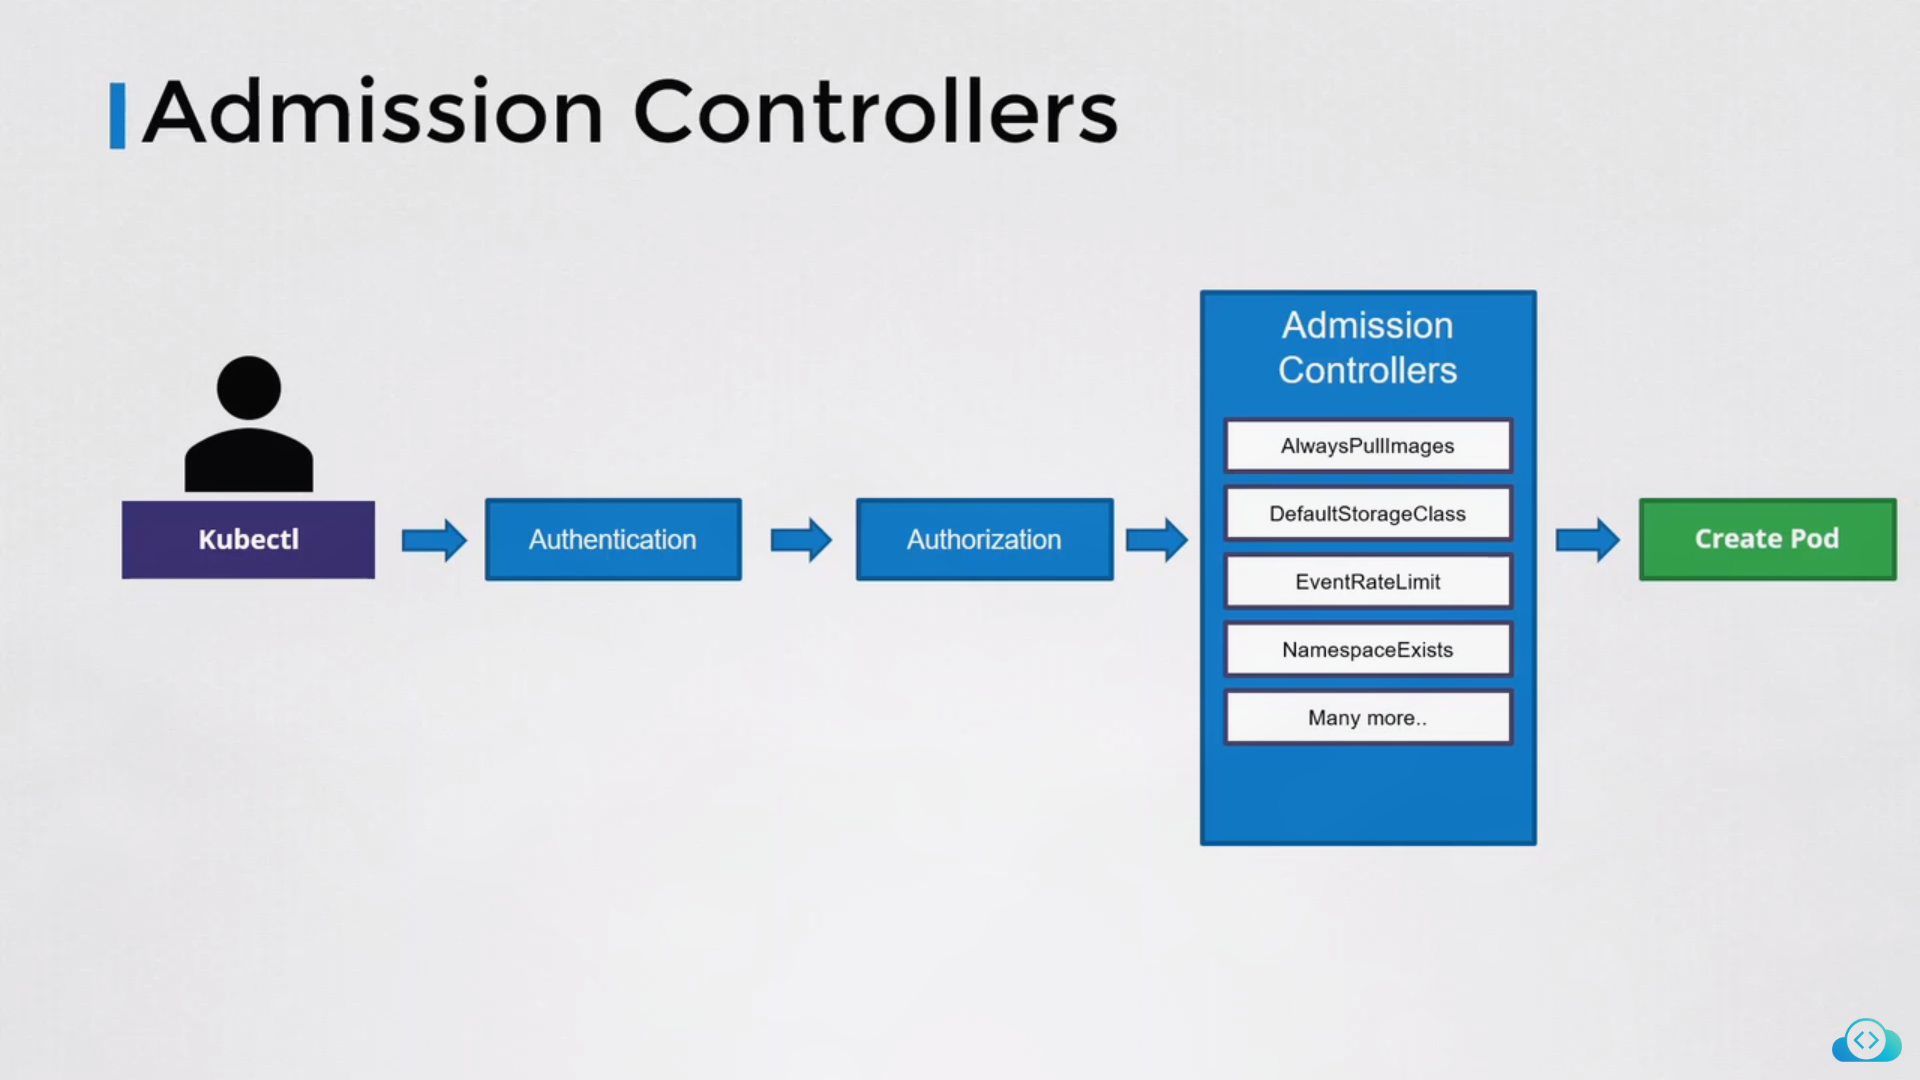 Admission Controllers
Kubectl
Authentication
Authorization
Admission
Controllers
AlwaysPullImages
DefaultStorageClass
EventRateLimit
NamespaceExists
Many more..
Create Pod